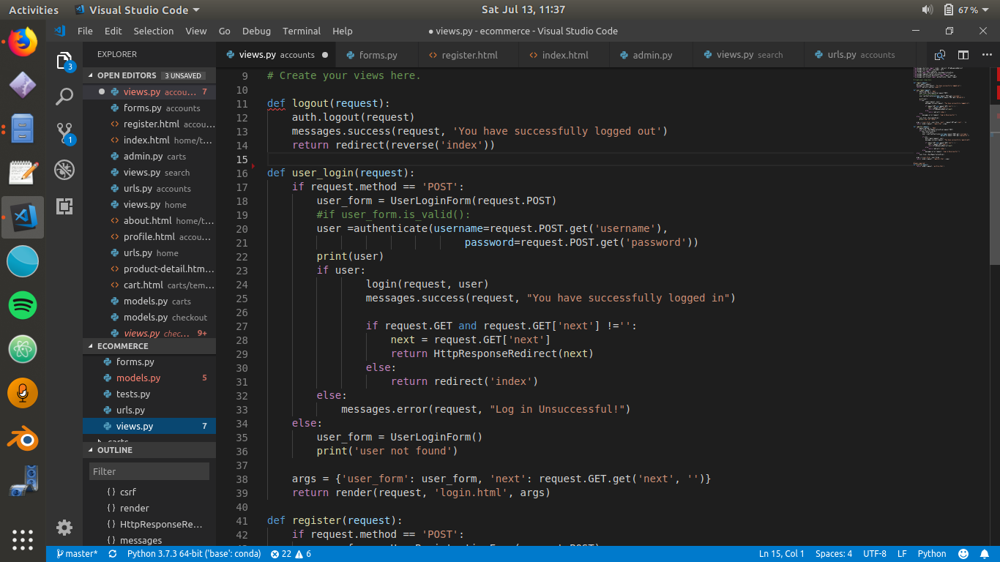 Activities Visual Studio Code Sat Jul 13, 11:37 67 %
File Edit Selection View Go Debug Terminal Help ● views.py - ecommerce - Visual Studio Code
EXPLORER
views.py accounts forms.py register.html index.html admin.py views.py search urls.py accounts
3
1
OPEN EDITORS 3 UNSAVED
views.py accou... 7
forms.py accounts
register.html accou...
index.html home/t...
admin.py carts
views.py search
urls.py accounts
views.py home
about.html home/t...
profile.html accou...
urls.py home
product-detail.htm...
cart.html carts/tem...
models.py carts
models.py checkout
views.py chec... 9+
ECOMMERCE
forms.py
models.py 5
tests.py
urls.py
views.py 7
carts
OUTLINE
Filter
{} csrf
{} render
{} HttpResponseRe...
{} messages
9 # Create your views here.
10
11 def logout(request):
12 auth.logout(request)
13 messages.success(request, 'You have successfully logged out')
14 return redirect(reverse('index'))
15
16 def user_login(request):
17 if request.method == 'POST':
18 user_form = UserLoginForm(request.POST)
19 #if user_form.is_valid():
20 user =authenticate(username=request.POST.get('username'),
21 password=request.POST.get('password'))
22 print(user)
23 if user:
24 login(request, user)
25 messages.success(request, "You have successfully logged in")
26
27 if request.GET and request.GET['next'] !='':
28 next = request.GET['next']
29 return HttpResponseRedirect(next)
30 else:
31 return redirect('index')
32 else:
33 messages.error(request, "Log in Unsuccessful!")
34 else:
35 user_form = UserLoginForm()
36 print('user not found')
37
38 args = {'user_form': user_form, 'next': request.GET.get('next', '')}
39 return render(request, 'login.html', args)
40
41 def register(request):
42 if request.method == 'POST':
master* Python 3.7.3 64-bit ('base': conda) 22 6 Ln 15, Col 1 Spaces: 4 UTF-8 LF Python